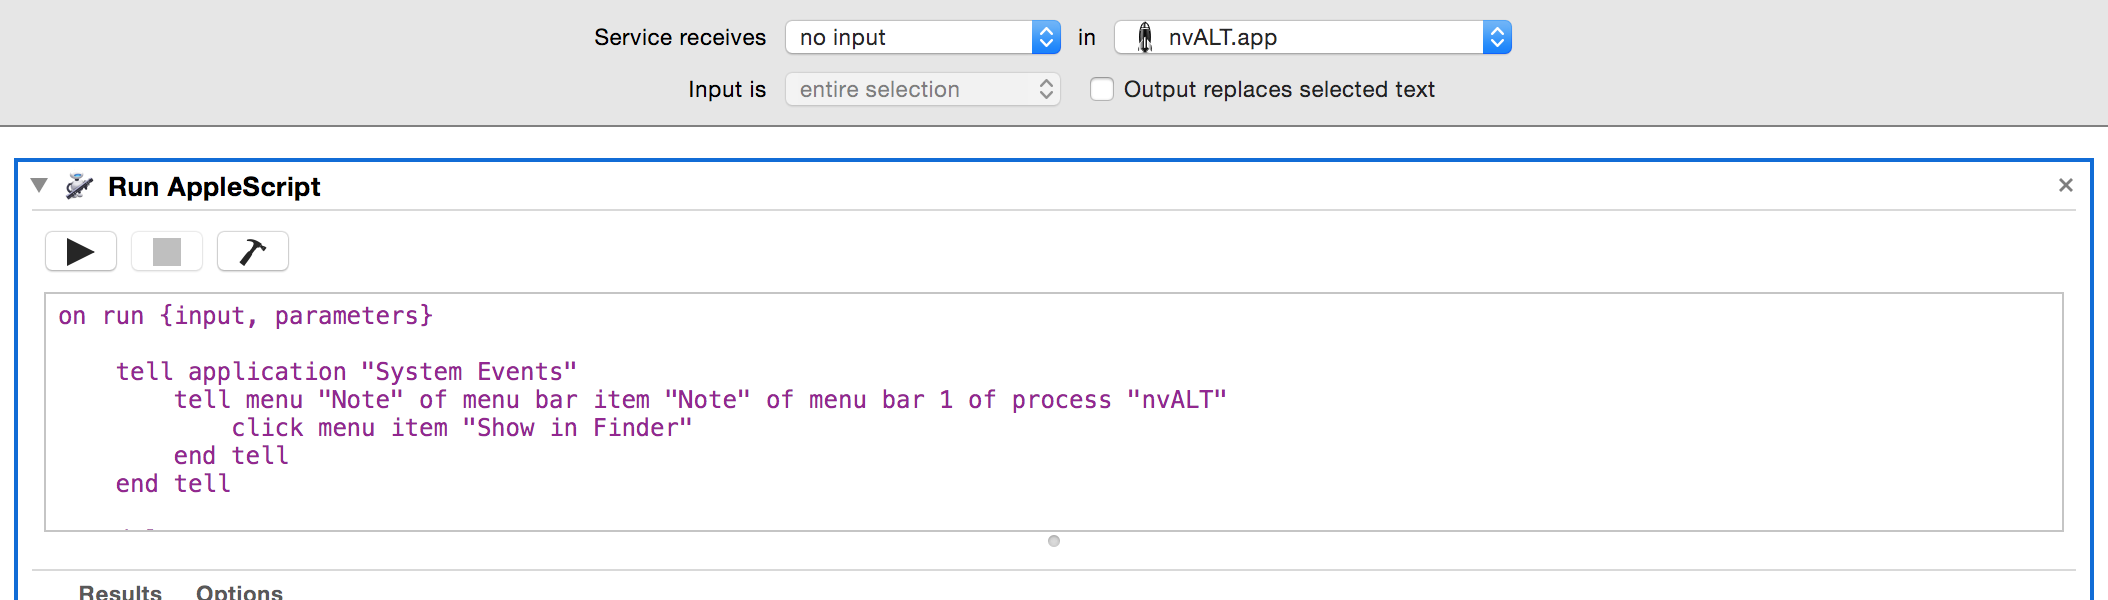 Service receives no input in nvALT.app
Input is entire selection Output replaces selected text
Run AppleScript
on run {input, parameters}
tell application "System Events"
tell menu "Note" of menu bar item "Note" of menu bar 1 of process "nvALT"
click menu item "Show in Finder"
end tell
end tell
Results Options